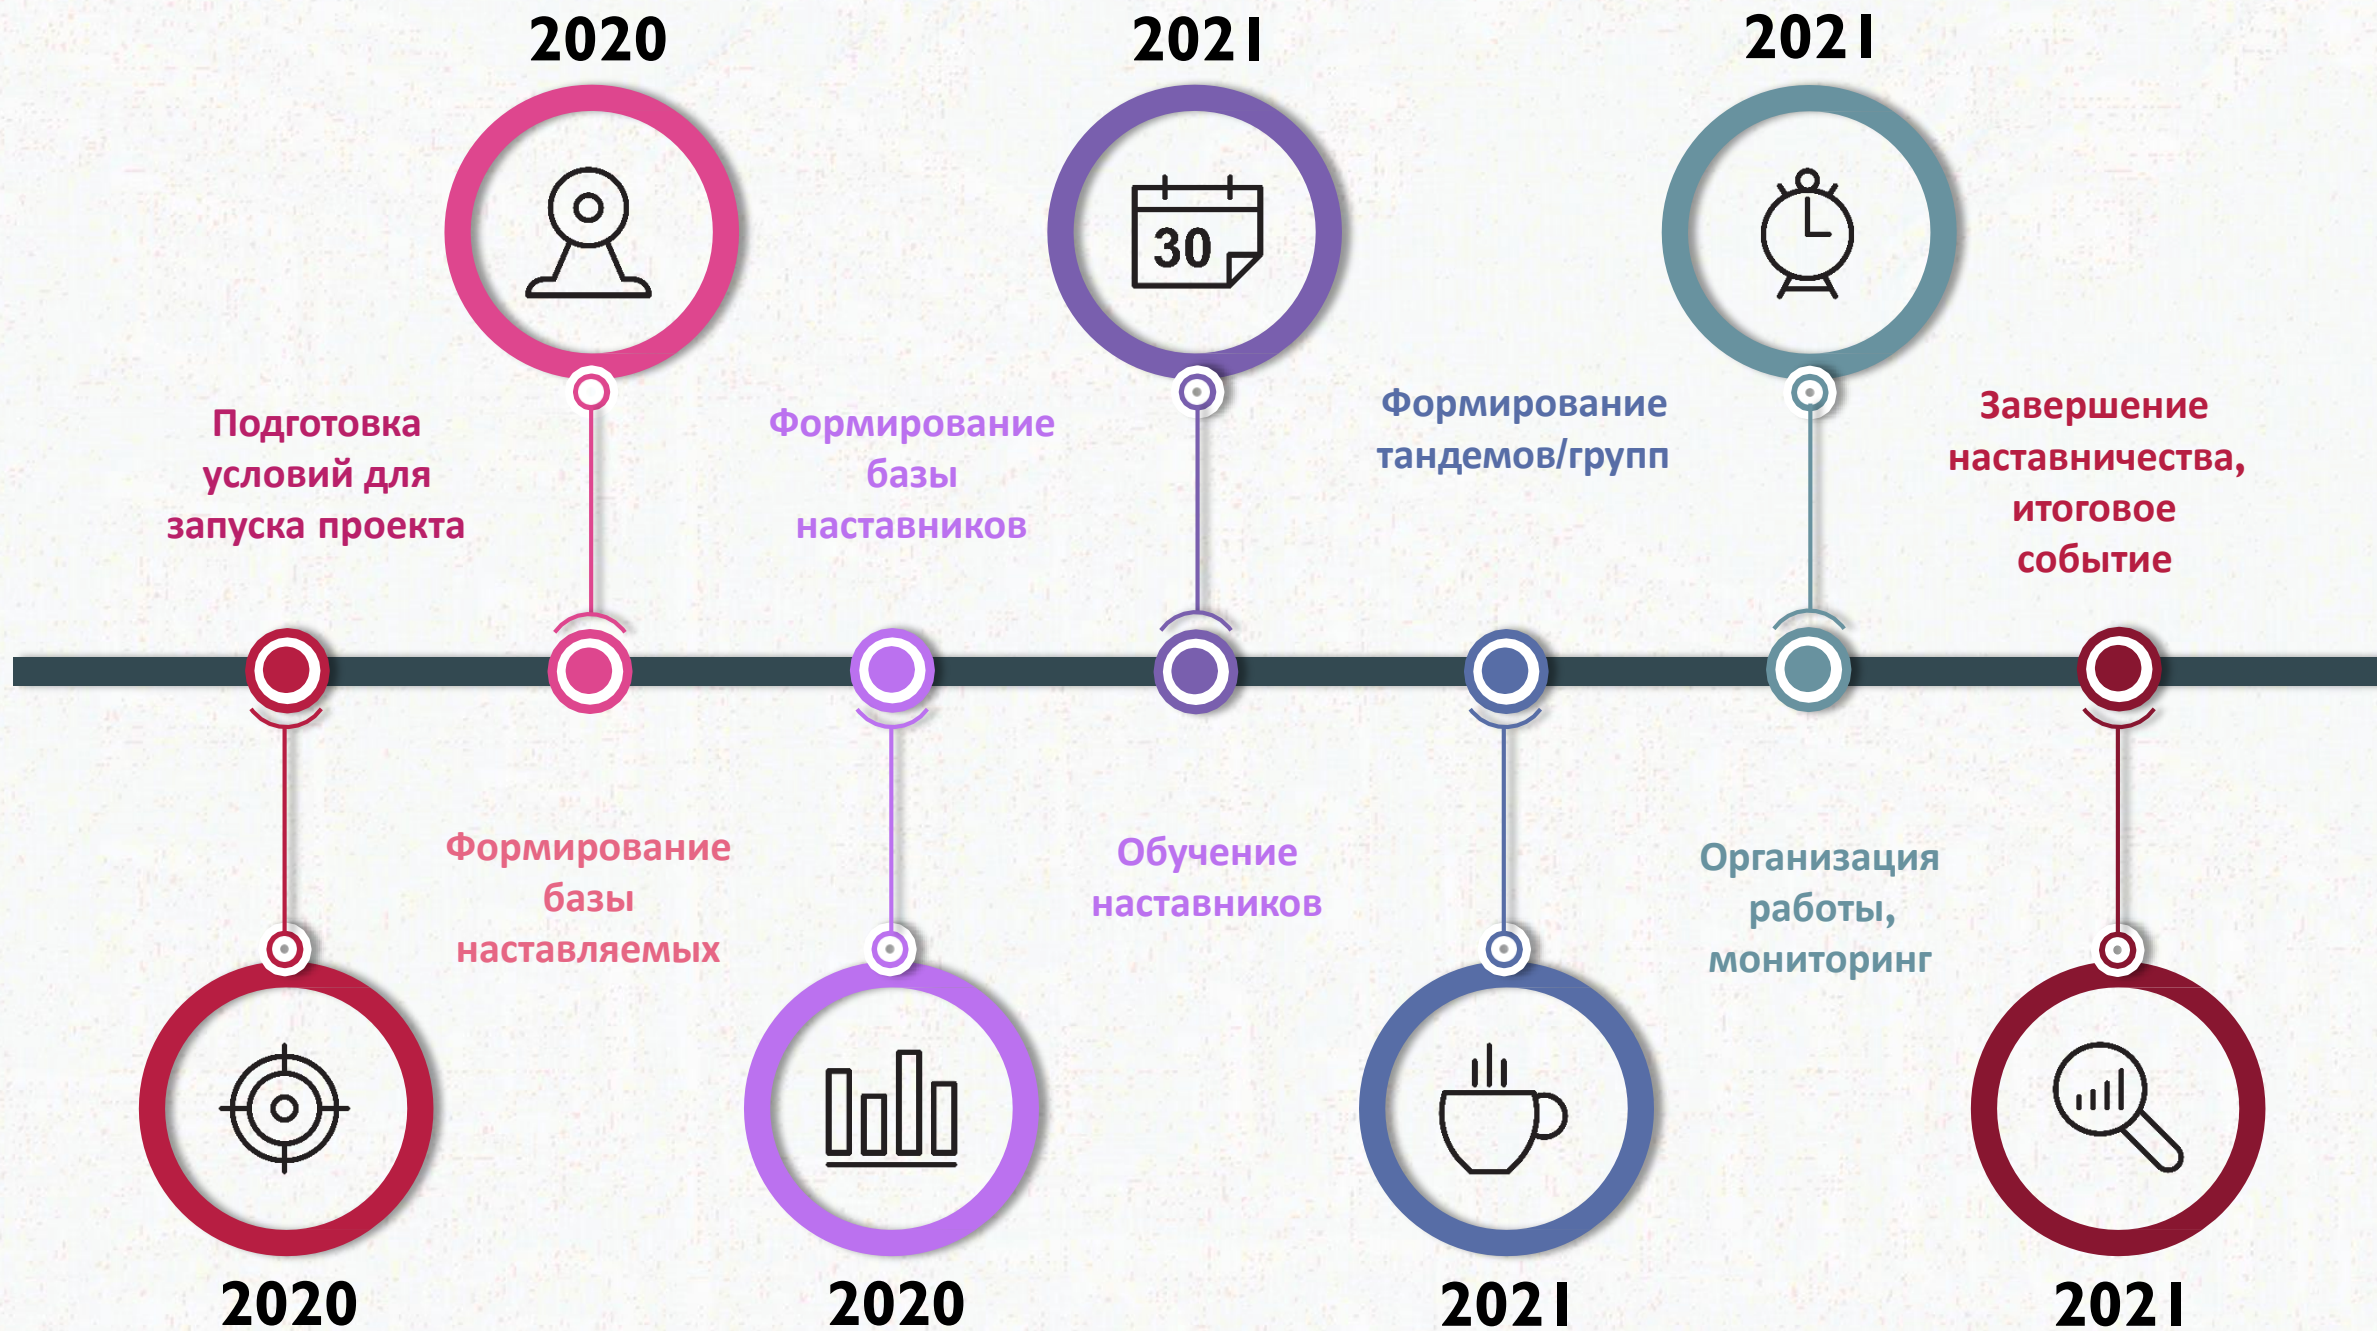 2020
2021
2021
30
Подготовка
условий для
запуска проекта
Формирование
базы
наставников
Формирование
тандемов/групп
Завершение
наставничества,
итоговое
событие
Формирование
базы
наставляемых
Обучение
наставников
Организация
работы,
мониторинг
2020
2020
2021
2021